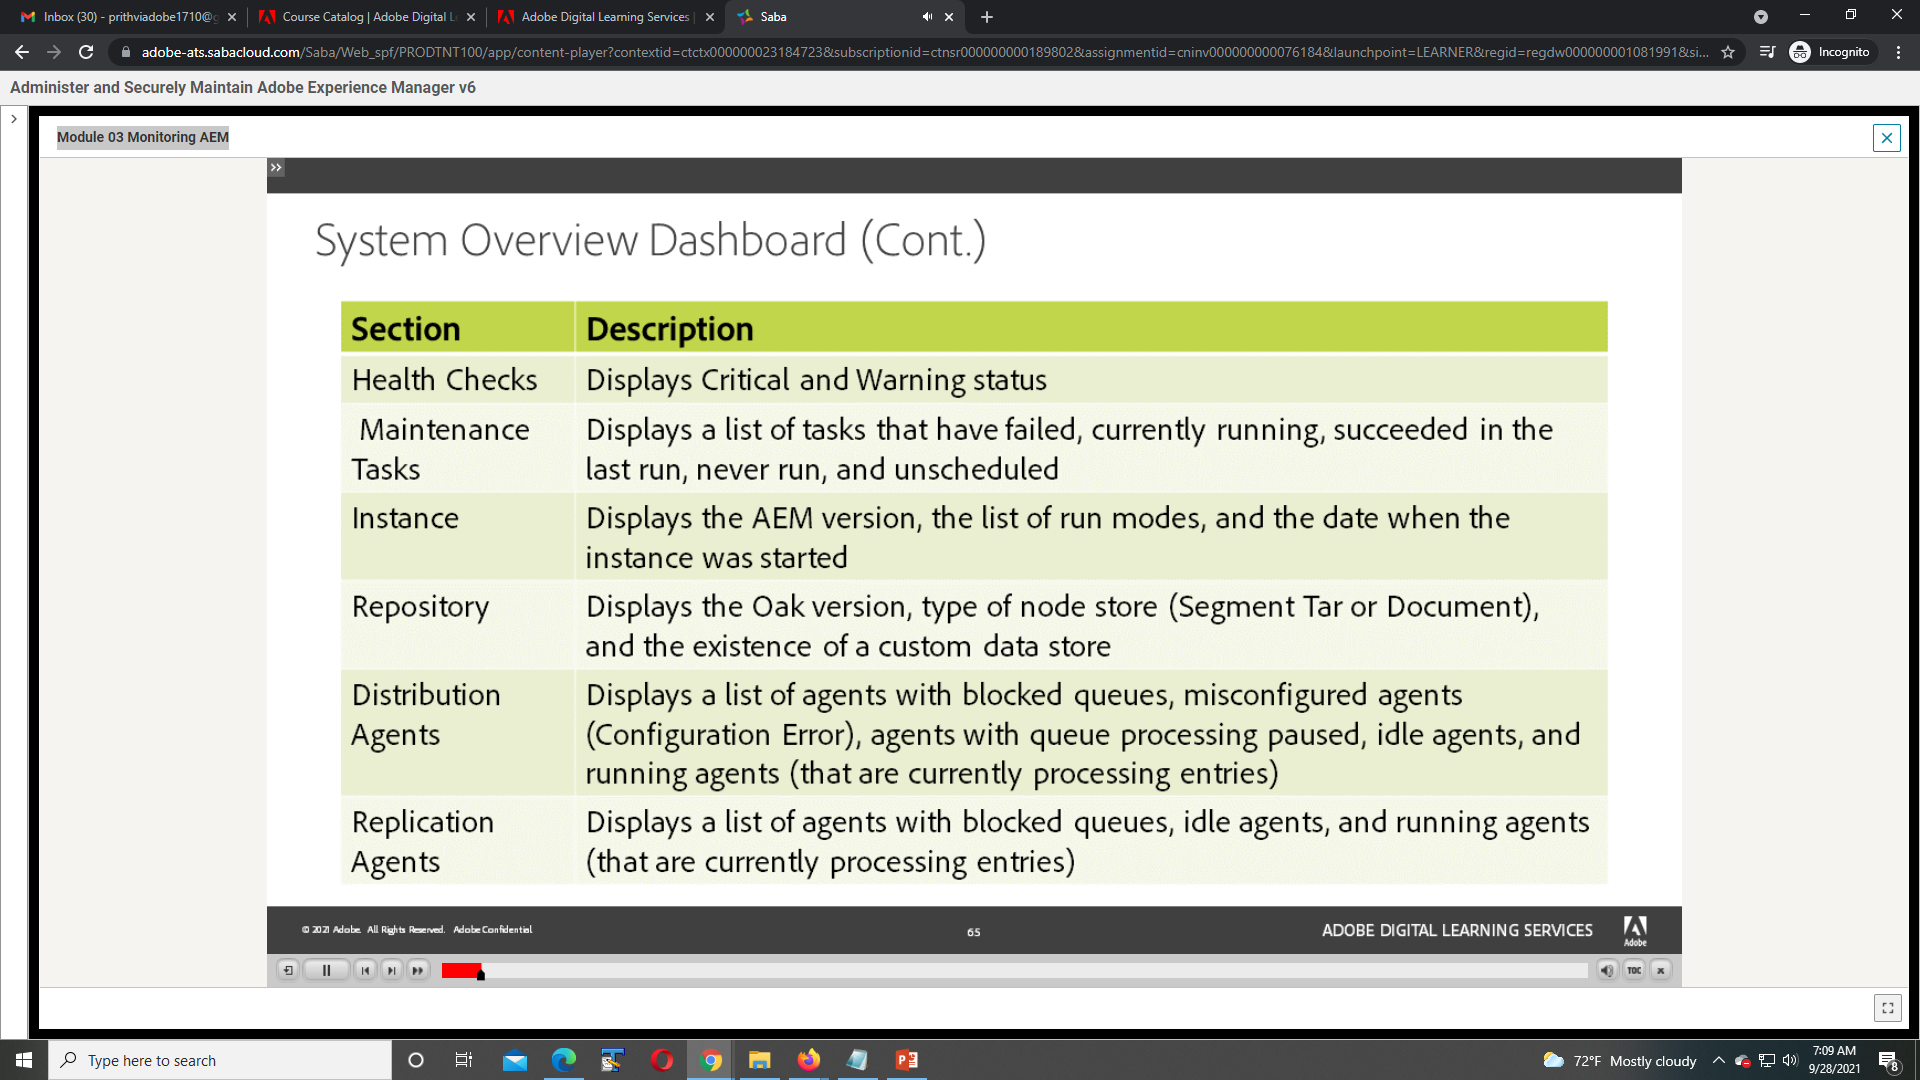 Inbox (30) - prithviadobe1710@g
Course Catalog | Adobe Digital L
Adobe Digital Learning Services |
Saba
adobe-ats.sabacloud.com/Saba/Web_spf/PRODTNT100/app/content-player?contextid=ctctx000000023184723&subscriptionid=ctnsr0000000000189802&assignmentid=cninv000000000076184&launchpoint=LEARNER&regid=regdw000000001081991&si...
Incognito
Administer and Securely Maintain Adobe Experience Manager v6
Module 03 Monitoring AEM
System Overview Dashboard (Cont.)
Section Description
Health Checks Displays Critical and Warning status
Maintenance Tasks Displays a list of tasks that have failed, currently running, succeeded in the
last run, never run, and unscheduled
Instance Displays the AEM version, the list of run modes, and the date when the
instance was started
Repository Displays the Oak version, type of node store (Segment Tar or Document),
and the existence of a custom data store
Distribution Agents Displays a list of agents with blocked queues, misconfigured agents
(Configuration Error), agents with queue processing paused, idle agents, and
running agents (that are currently processing entries)
Replication Agents Displays a list of agents with blocked queues, idle agents, and running agents
(that are currently processing entries)
© 2021 Adobe. All Rights Reserved. Adobe Confidential.
65
ADOBE DIGITAL LEARNING SERVICES
Adobe
TOC
Type here to search
72°F Mostly cloudy
7:09 AM
9/28/2021
8